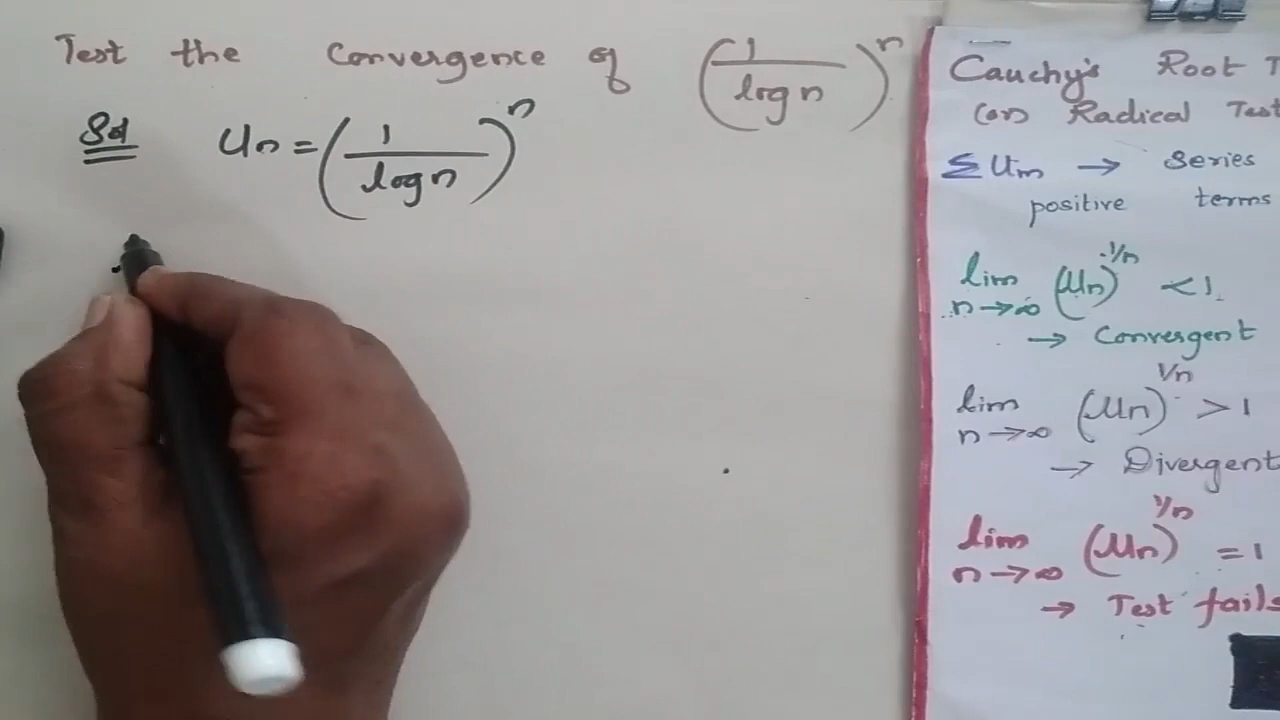 Test the Convergence of (1/log n)^n
Sol Un = (1/log n)^n
Cauchy's Root
(or) Radical Test
ΣUn → Series
positive terms
lim n→∞ (Un)^1/n < 1
→ Convergent
lim n→∞ (Un)^1/n > 1
→ Divergent
lim n→∞ (Un)^1/n = 1
→ Test fails